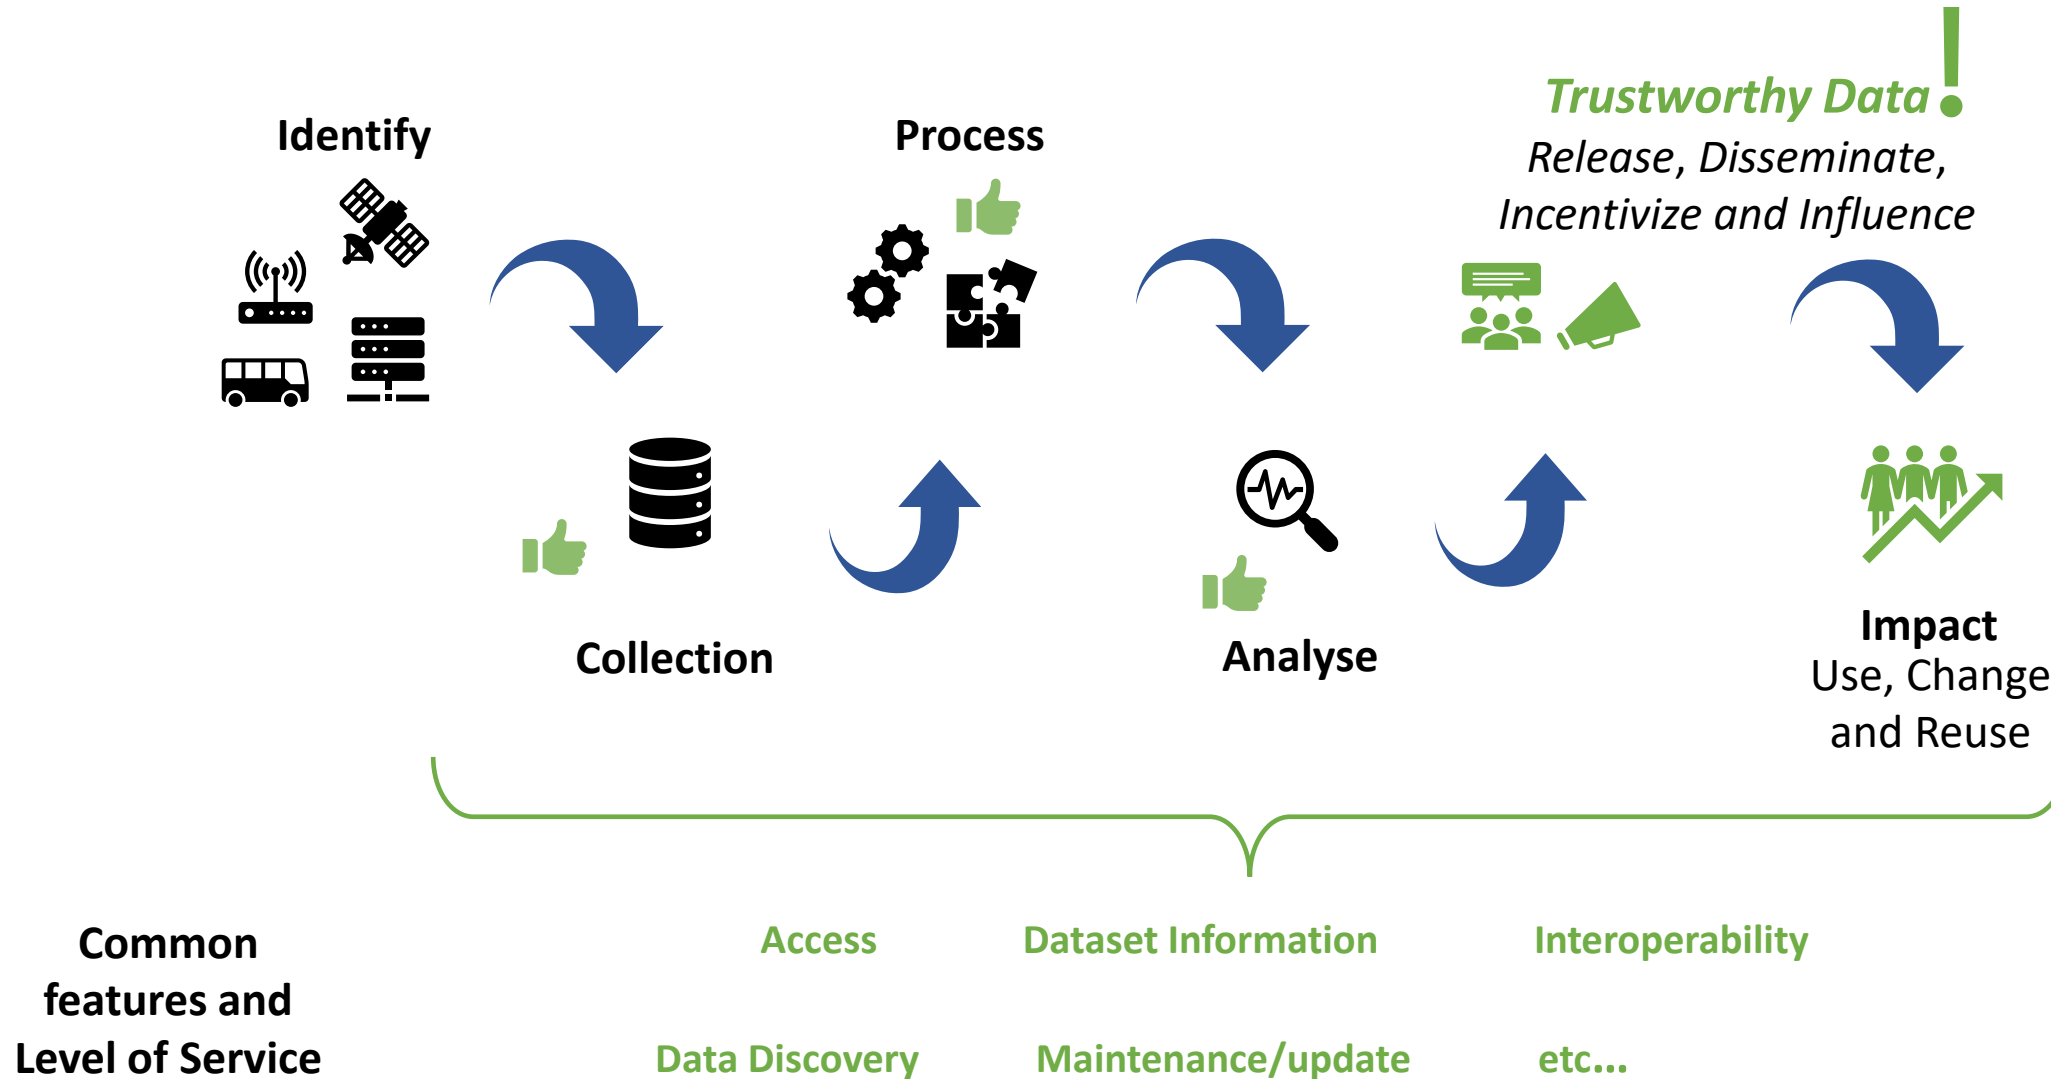 Identify
Process
Trustworthy Data!
Release, Disseminate,
Incentivize and Influence
Collection
Analyse
Impact
Use, Change
and Reuse
Common
features and
Level of Service
Access
Dataset Information
Interoperability
Data Discovery
Maintenance/update
etc...